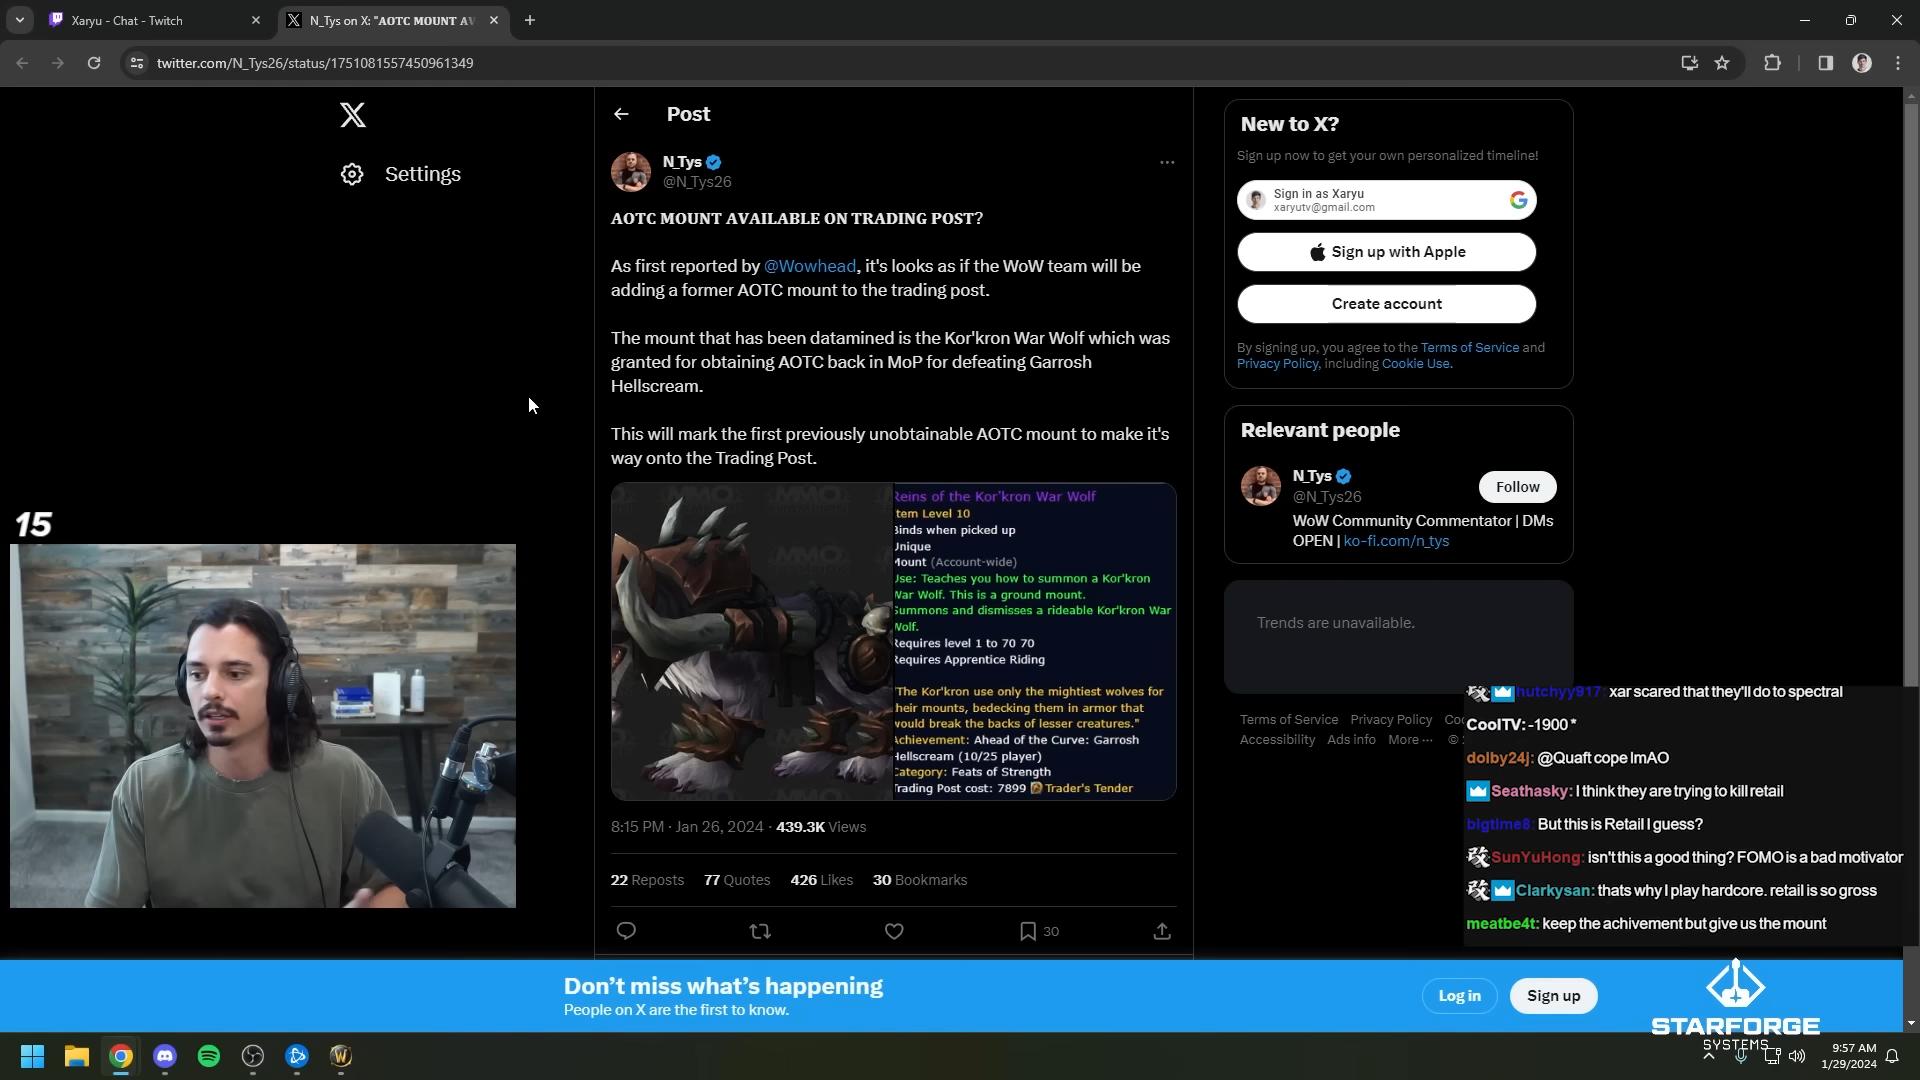 Xaryu - Chat - Twitch
N_Tys on X: "AOTC MOUNT AV
twitter.com/N_Tys26/status/1751081557450961349
Settings
Post
N_Tys
@N_Tys26
AOTC MOUNT AVAILABLE ON TRADING POST?
As first reported by @Wowhead, it's looks as if the WoW team will be
adding a former AOTC mount to the trading post.
The mount that has been datamined is the Kor'kron War Wolf which was
granted for obtaining AOTC back in MoP for defeating Garrosh
Hellscream.
This will mark the first previously unobtainable AOTC mount to make it's
way onto the Trading Post.
Reins of the Kor'kron War Wolf
Item Level 10
Binds when picked up
Unique
Mount (Account-wide)
Use: Teaches you how to summon a Kor'kron
War Wolf. This is a ground mount.
Summons and dismisses a rideable Kor'kron War
Wolf.
Requires level 1 to 70 70
Requires Apprentice Riding
"The Kor'kron use only the mightiest wolves for
their mounts, bedecking them in armor that
would break the backs of lesser creatures."
Achievement: Ahead of the Curve: Garrosh
Hellscream (10/25 player)
Category: Feats of Strength
Trading Post cost: 7899 Trader's Tender
8:15 PM · Jan 26, 2024 · 439.3K Views
22 Reposts 77 Quotes 426 Likes 30 Bookmarks
30
New to X?
Sign up now to get your own personalized timeline!
Sign in as Xaryu
xaryutv@gmail.com
Sign up with Apple
Create account
By signing up, you agree to the Terms of Service and
Privacy Policy, including Cookie Use.
Relevant people
N_Tys
@N_Tys26
Follow
WoW Community Commentator | DMs
OPEN | ko-fi.com/n_tys
Trends are unavailable.
Terms of Service Privacy Policy
Accessibility Ads info More ··· ©
15
hutchyy917: xar scared that they'll do to spectral
CoolTV: -1900 *
dolby24j: @Quaft cope lmAO
Seathasky: I think they are trying to kill retail
bigtime8: But this is Retail I guess?
SunYuHong: isn't this a good thing? FOMO is a bad motivator
Clarkysan: thats why I play hardcore. retail is so gross
meatbe4t: keep the achivement but give us the mount
Don’t miss what’s happening
People on X are the first to know.
Log in
Sign up
STARFORGE
SYSTEMS
9:57 AM
1/29/2024